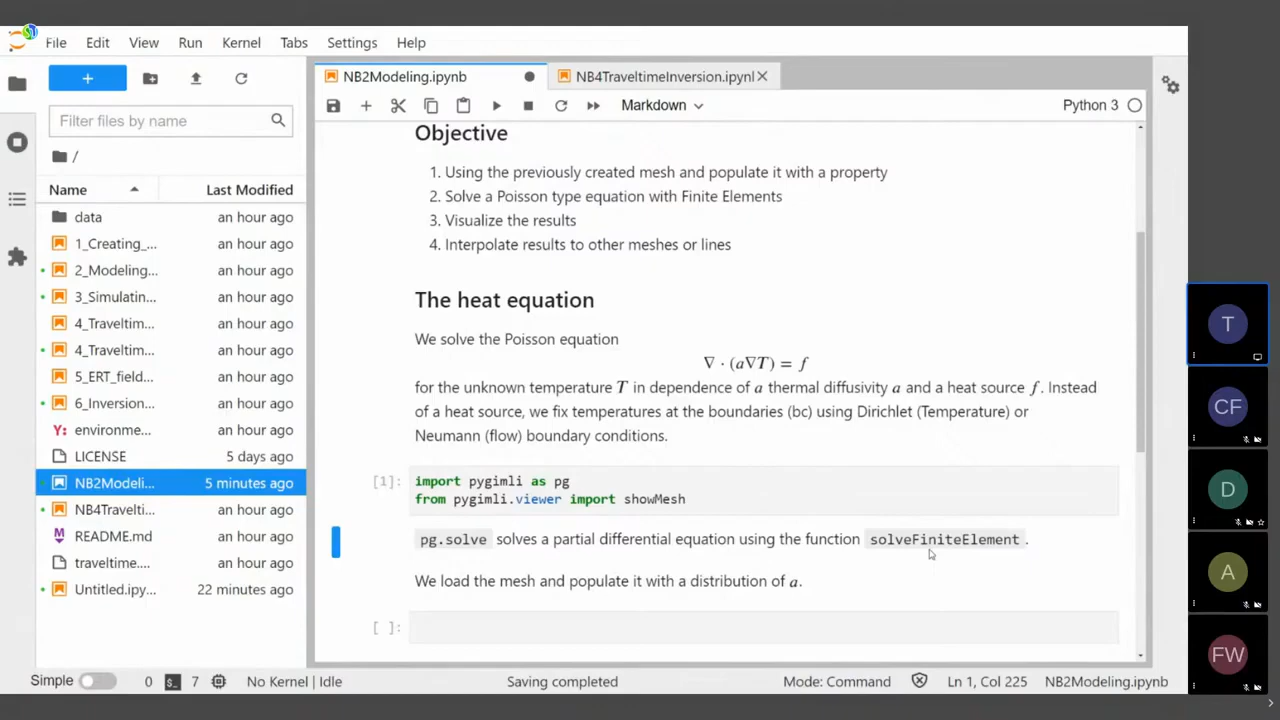 File Edit View Run Kernel Tabs Settings Help
+
Filter files by name
/
Name Last Modified
data an hour ago
1_Creating_... an hour ago
2_Modeling... an hour ago
3_Simulatin... an hour ago
4_Traveltim... an hour ago
4_Traveltim... an hour ago
5_ERT_field... an hour ago
6_Inversion... an hour ago
Y: environme... an hour ago
LICENSE 5 days ago
NB2Modeli... 5 minutes ago
NB4Travelti... an hour ago
README.md an hour ago
traveltime.... an hour ago
Untitled.ipy... 22 minutes ago
NB2Modeling.ipynb
NB4TraveltimeInversion.ipynl
Markdown
Python 3
Objective
1. Using the previously created mesh and populate it with a property
2. Solve a Poisson type equation with Finite Elements
3. Visualize the results
4. Interpolate results to other meshes or lines
The heat equation
We solve the Poisson equation
∇ · (a∇T) = f
for the unknown temperature T in dependence of a thermal diffusivity a and a heat source f. Instead
of a heat source, we fix temperatures at the boundaries (bc) using Dirichlet (Temperature) or
Neumann (flow) boundary conditions.
[1]: import pygimli as pg
from pygimli.viewer import showMesh
pg.solve solves a partial differential equation using the function solveFiniteElement .
We load the mesh and populate it with a distribution of a.
[ ]:
Simple 0 7 No Kernel | Idle Saving completed Mode: Command Ln 1, Col 225 NB2Modeling.ipynb
T
CF
D
A
FW